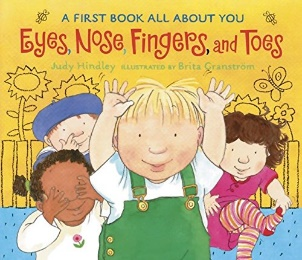 A FIRST BOOK ALL ABOUT YOU
Eyes, Nose, Fingers, and Toes
Judy Hindley ILLUSTRATED BY Brita Granström